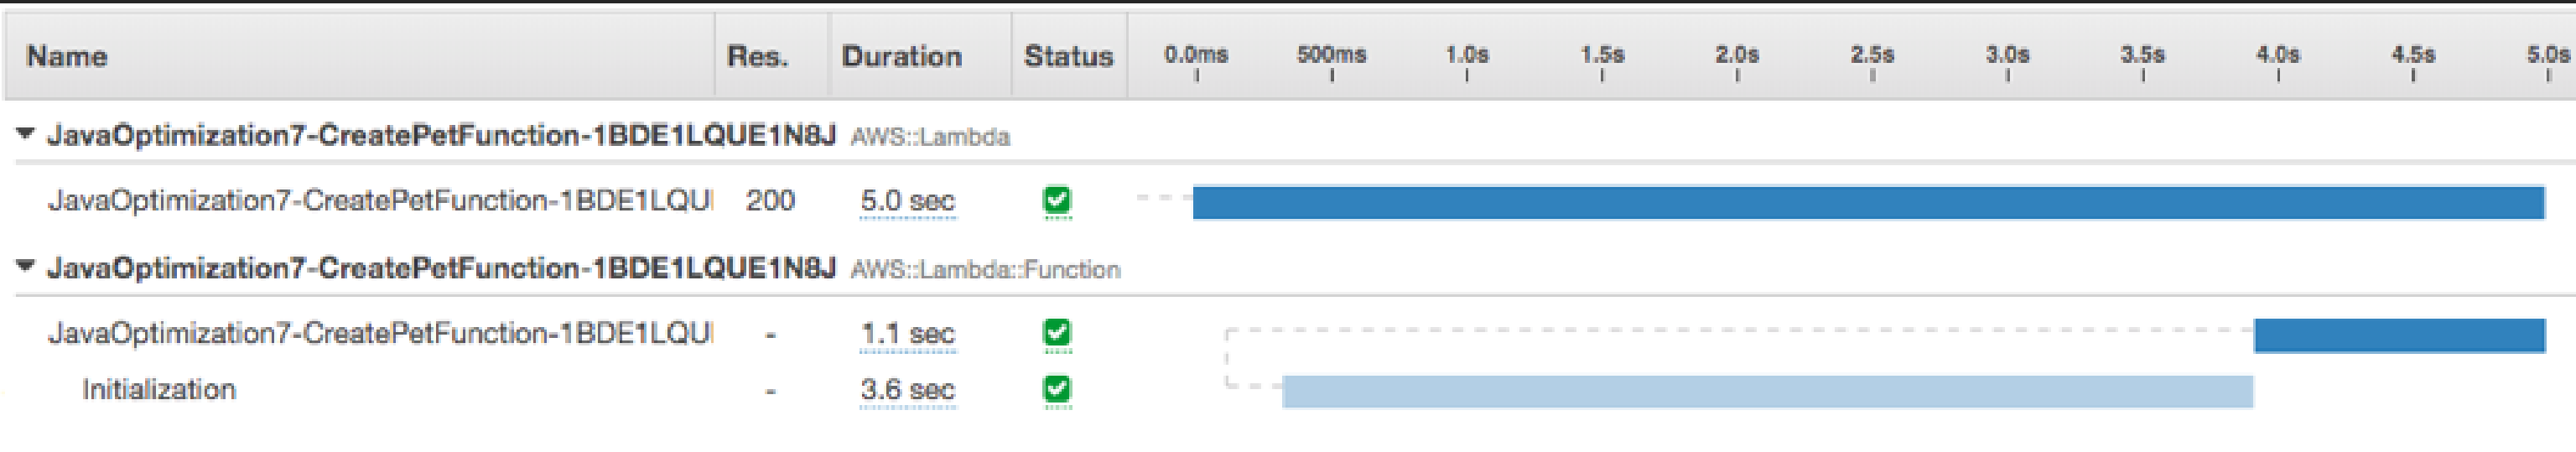 Name Res. Duration Status 0.0ms 500ms 1.0s 1.5s 2.0s 2.5s 3.0s 3.5s 4.0s 4.5s 5.0s
JavaOptimization7-CreatePetFunction-1BDE1LQUE1N8J AWS::Lambda
JavaOptimization7-CreatePetFunction-1BDE1LQU 200 5.0 sec
JavaOptimization7-CreatePetFunction-1BDE1LQUE1N8J AWS::Lambda::Function
JavaOptimization7-CreatePetFunction-1BDE1LQU - 1.1 sec
Initialization - 3.6 sec